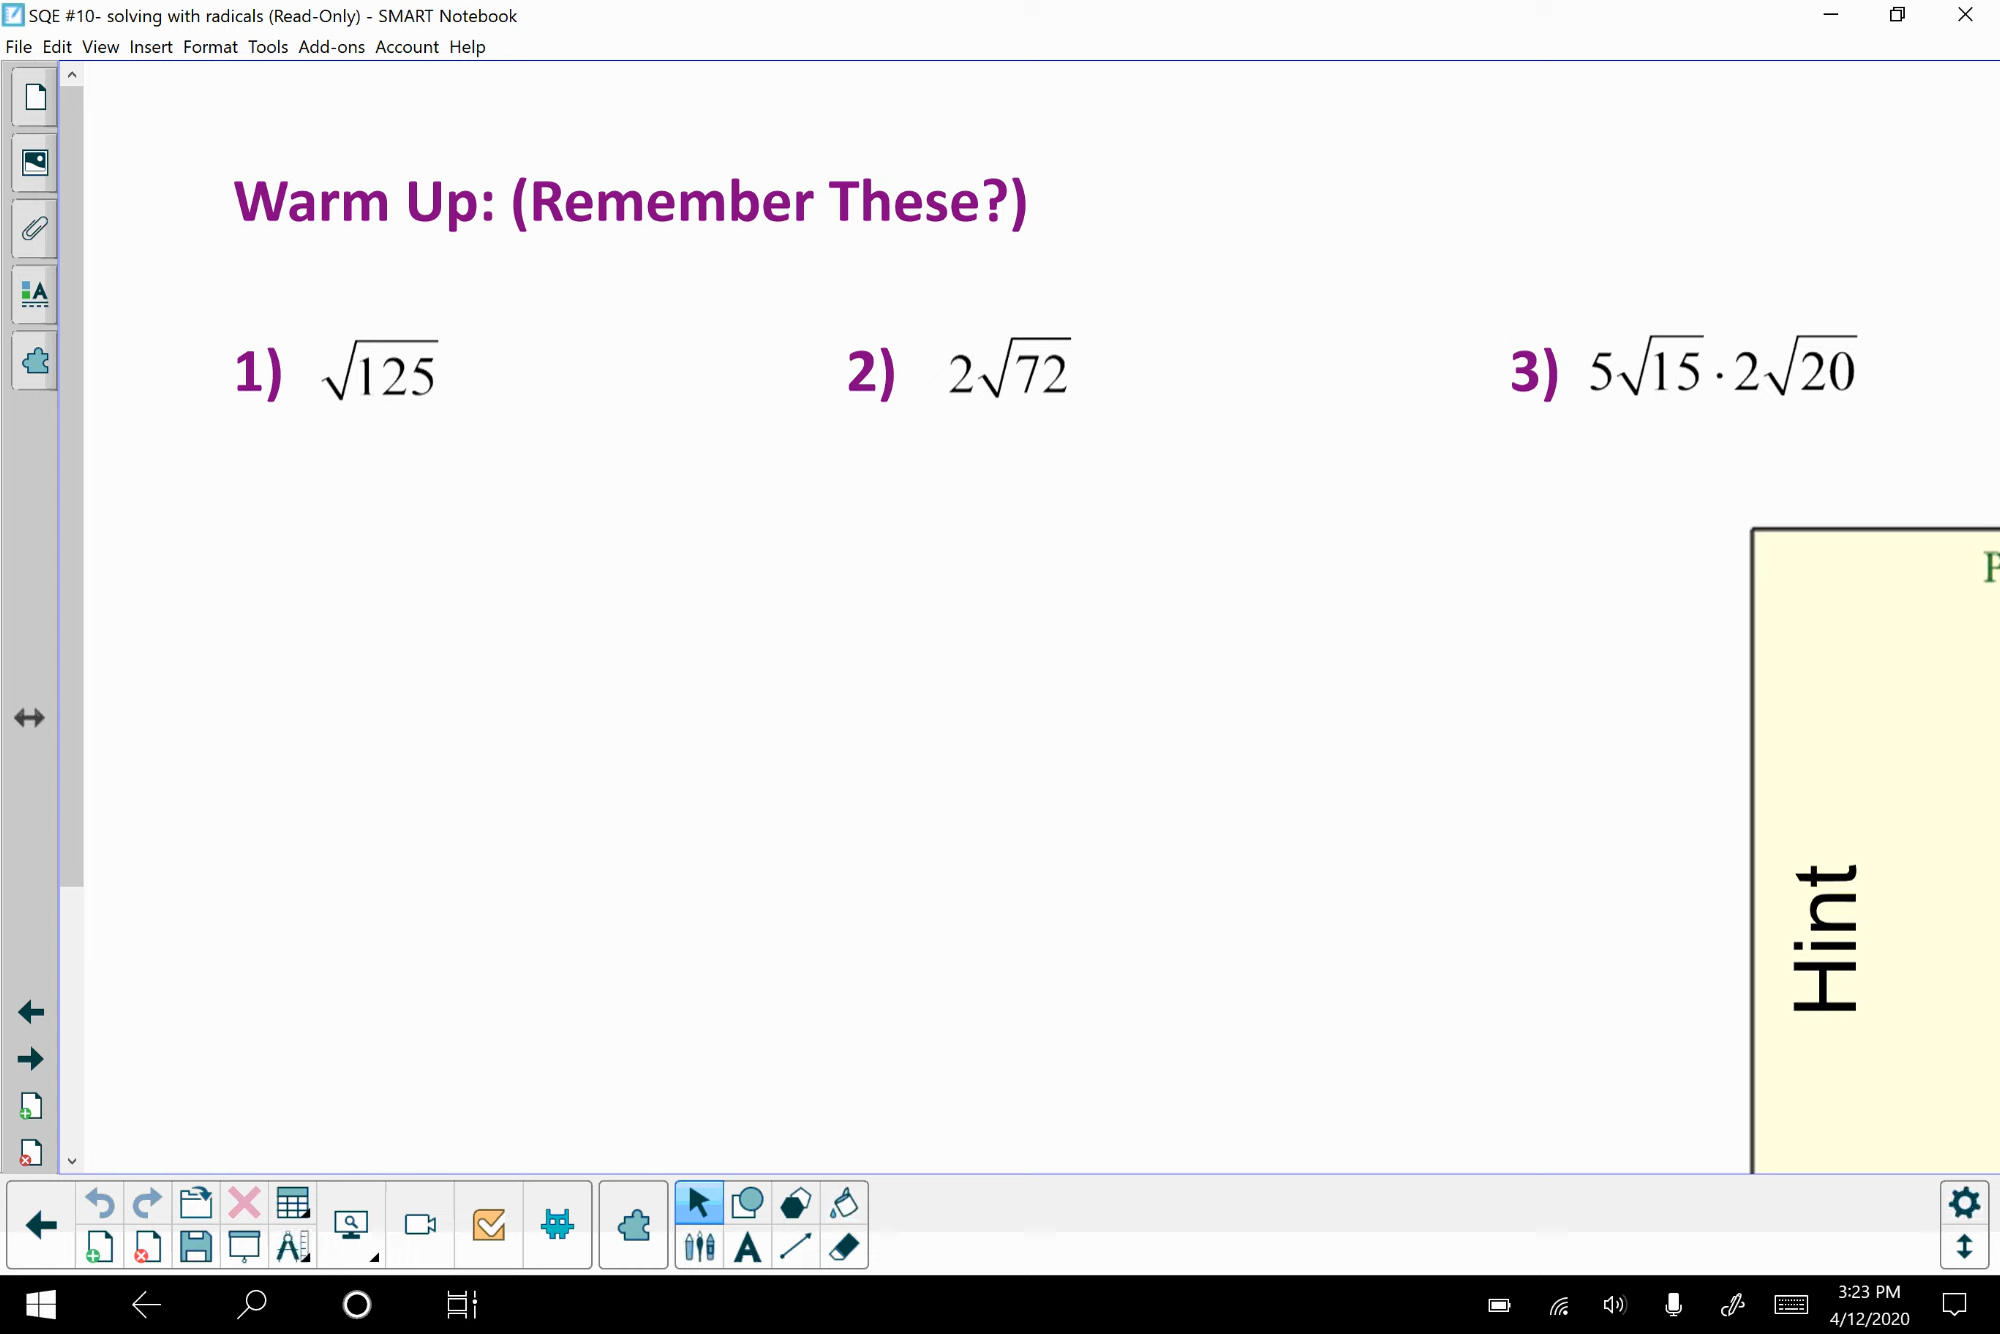 SQE #10- solving with radicals (Read-Only) - SMART Notebook
File Edit View Insert Format Tools Add-ons Account Help
Warm Up: (Remember These?)
1) √125 2) 2√72 3) 5√15 · 2√20
P
Hint
3:23 PM
4/12/2020